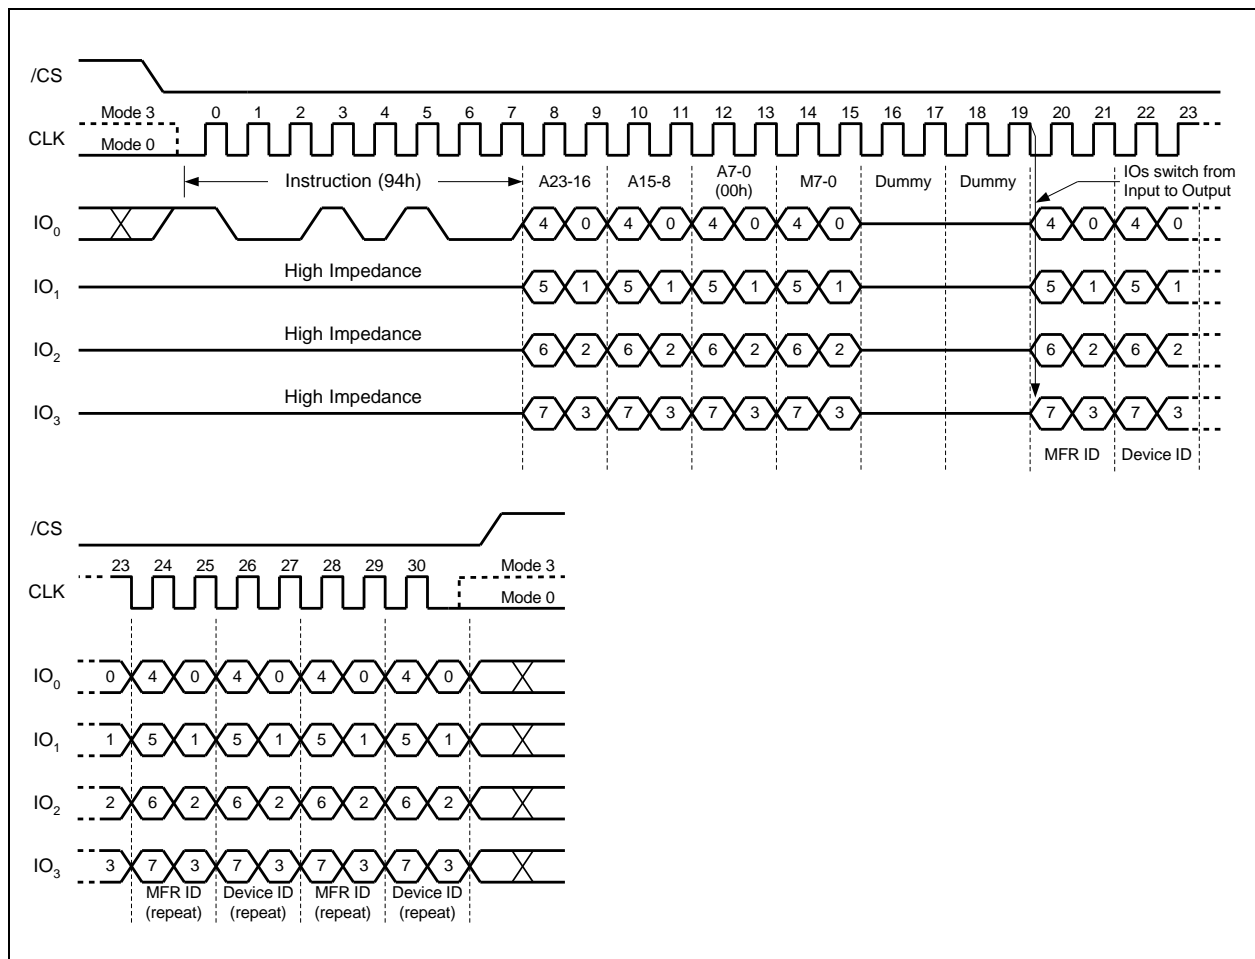 /CS
Mode 3 0 1 2 3 4 5 6 7 8 9 10 11 12 13 14 15 16 17 18 19 20 21 22 23
CLK
Mode 0
Instruction (94h) A23-16 A15-8 A7-0 (00h) M7-0 Dummy Dummy IOs switch from Input to Output
IO0 4 0 4 0 4 0 4 0 4 0 4 0
High Impedance
IO1 5 1 5 1 5 1 5 1 5 1 5 1
High Impedance
IO2 6 2 6 2 6 2 6 2 6 2 6 2
High Impedance
IO3 7 3 7 3 7 3 7 3 7 3 7 3
MFR ID Device ID
/CS
23 24 25 26 27 28 29 30 Mode 3
CLK
Mode 0
IO0 0 4 0 4 0 4 0 4 0
IO1 1 5 1 5 1 5 1 5 1
IO2 2 6 2 6 2 6 2 6 2
IO3 3 7 3 7 3 7 3 7 3
MFR ID Device ID MFR ID Device ID
(repeat) (repeat) (repeat) (repeat)